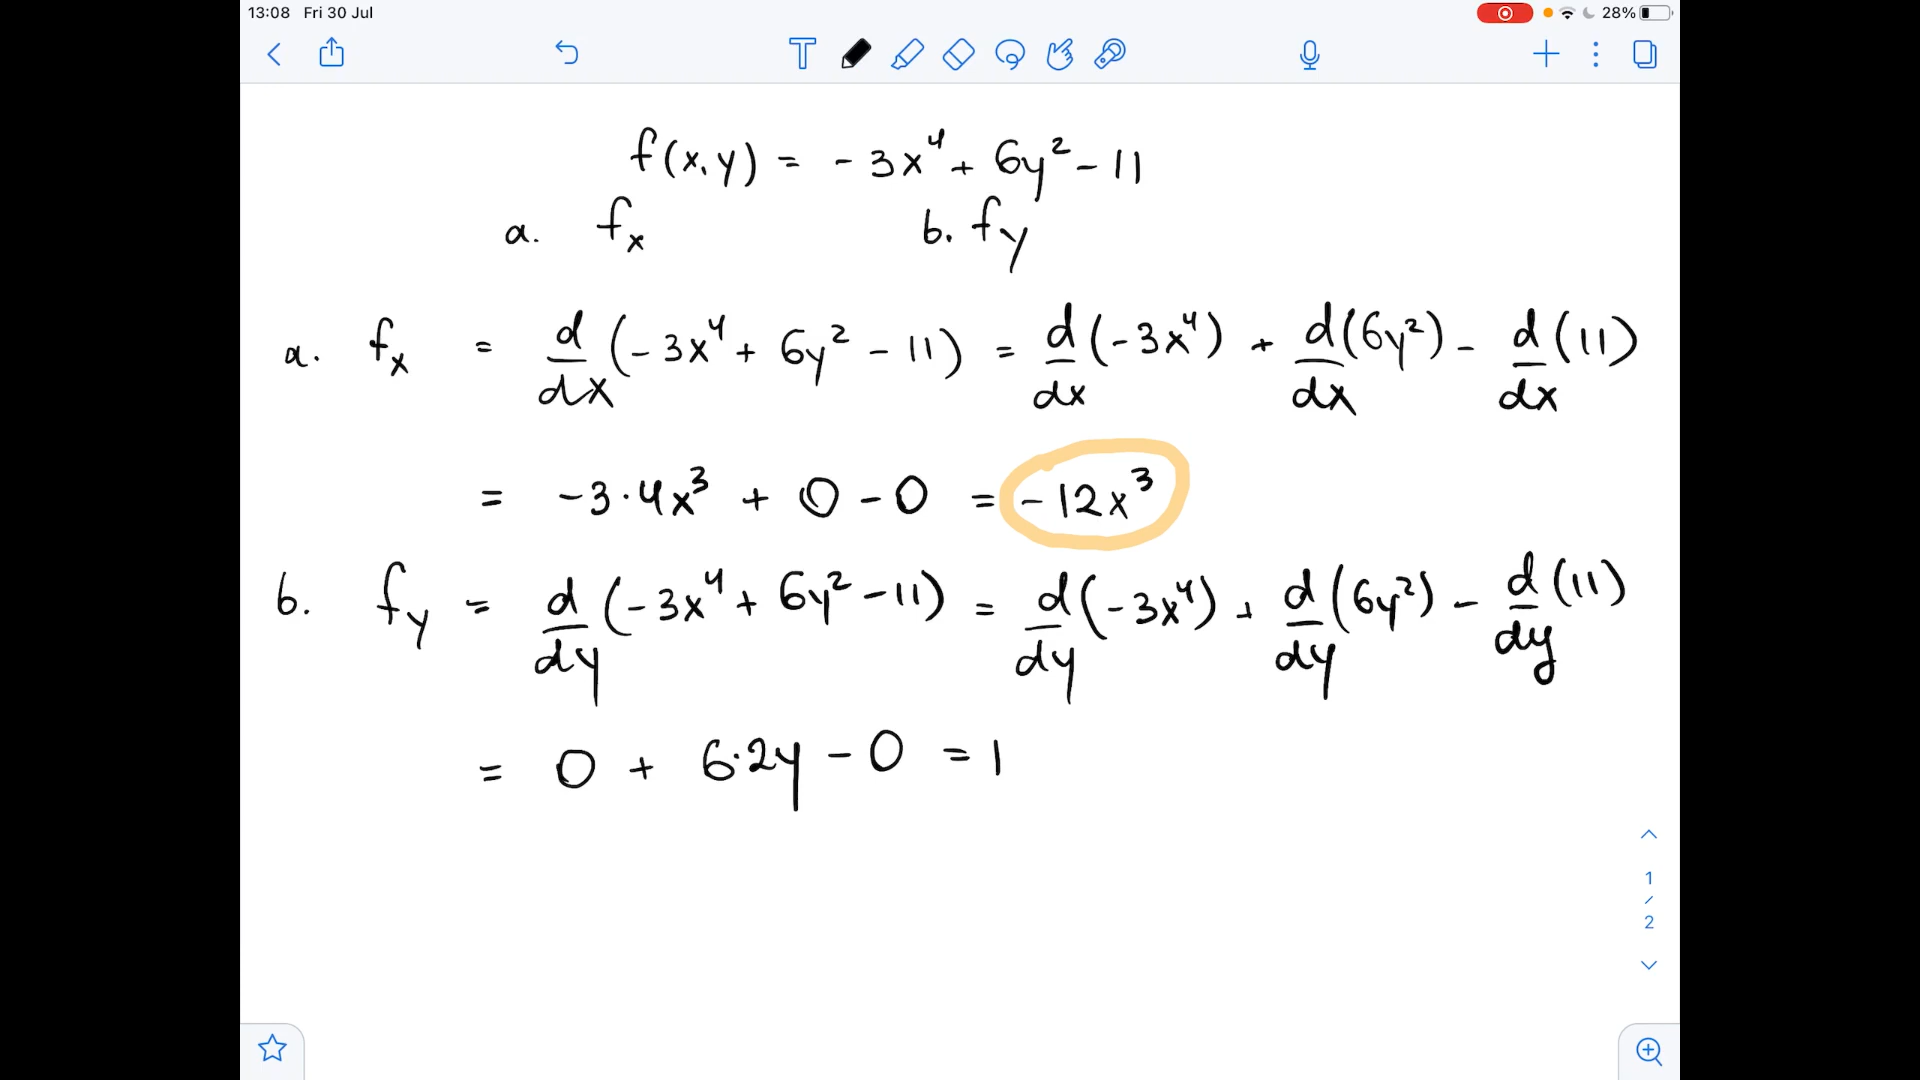 13:08 Fri 30 Jul 28%
T
f(x,y) = -3x⁴ + 6y² - 11
a. fₓ b. f_y
a. fₓ = d/dx (-3x⁴ + 6y² - 11) = d/dx (-3x⁴) + d/dx (6y²) - d/dx (11)
= -3·4x³ + 0 - 0 = -12x³
b. f_y = d/dy (-3x⁴ + 6y² - 11) = d/dy (-3x⁴) + d/dy (6y²) - d/dy (11)
= 0 + 6·2y - 0 = 1
1
/
2